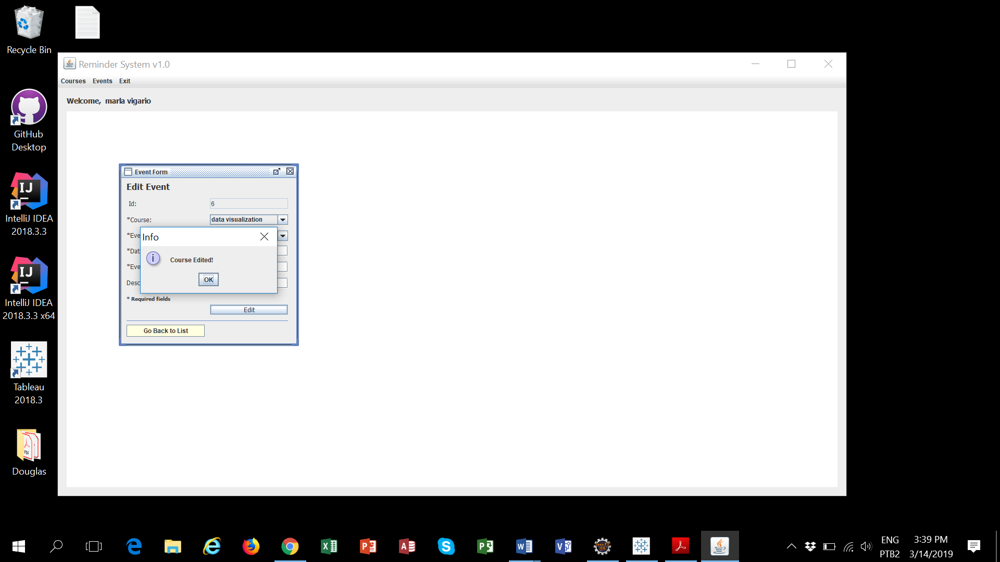 Recycle Bin
GitHub
Desktop
IntelliJ IDEA
2018.3.3
IntelliJ IDEA
2018.3.3 x64
Tableau
2018.3
Douglas
Reminder System v1.0
Courses Events Exit
Welcome, marla vigario
Event Form
Edit Event
Id: 6
*Course: data visualization
*Eve
*Dat
*Eve
Desc
Info
Course Edited!
OK
* Required fields
Edit
Go Back to List
ENG
PTB2
3:39 PM
3/14/2019